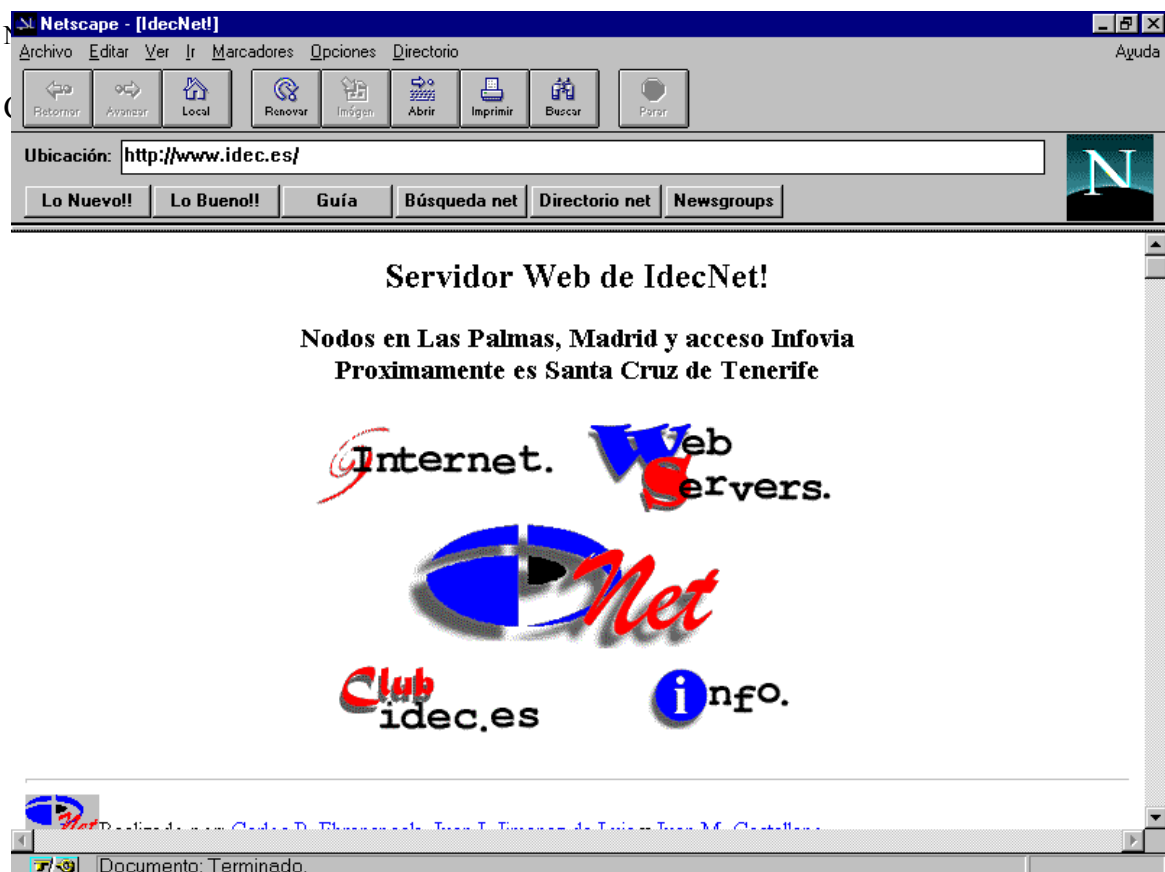 Netscape - [IdecNet!]
Archivo Editar Ver Ir Marcadores Opciones Directorio Ayuda
Retornar Avanzar Local Renovar Imágen Abrir Imprimir Buscar Parar
Ubicación: http://www.idec.es/
N
Lo Nuevo!! Lo Bueno!! Guía Búsqueda net Directorio net Newsgroups
Servidor Web de IdecNet!
Nodos en Las Palmas, Madrid y acceso Infovia
Proximamente es Santa Cruz de Tenerife
Internet.
Web
Servers.
Net
Club
idec.es
info.
Net
Documento: Terminado.